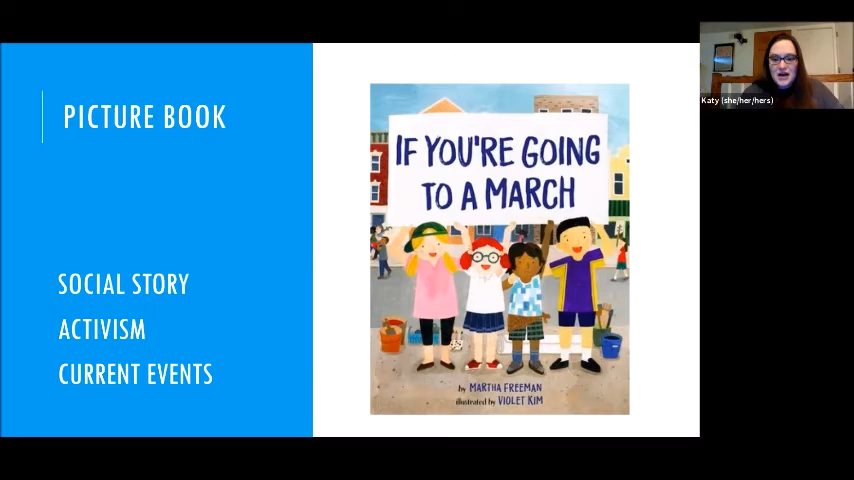 PICTURE BOOK
SOCIAL STORY
ACTIVISM
CURRENT EVENTS
IF YOU'RE GOING
TO A MARCH
by MARTHA FREEMAN
illustrated by VIOLET KIM
Katy (she/her/hers)